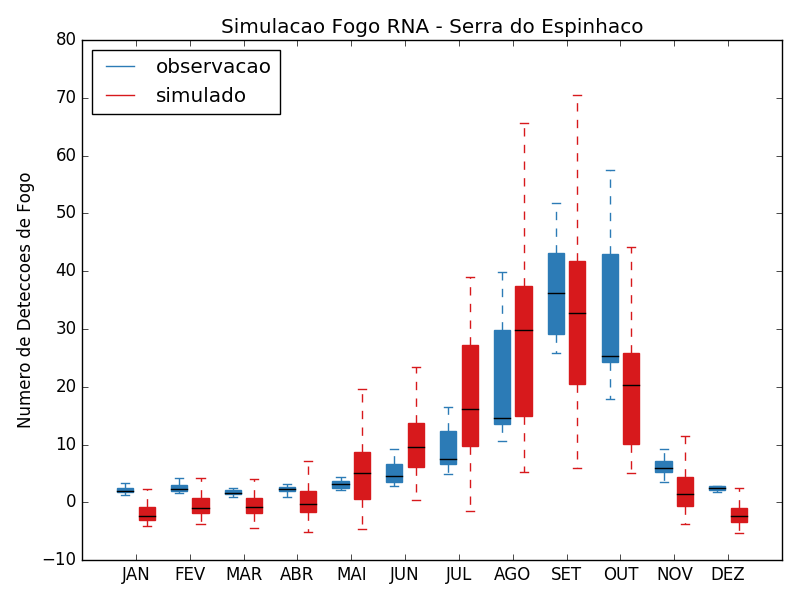 Simulacao Fogo RNA - Serra do Espinhaco
80
70
60
50
40
30
20
10
0
−10
Numero de Deteccoes de Fogo
observacao
simulado
JAN FEV MAR ABR MAI JUN JUL AGO SET OUT NOV DEZ